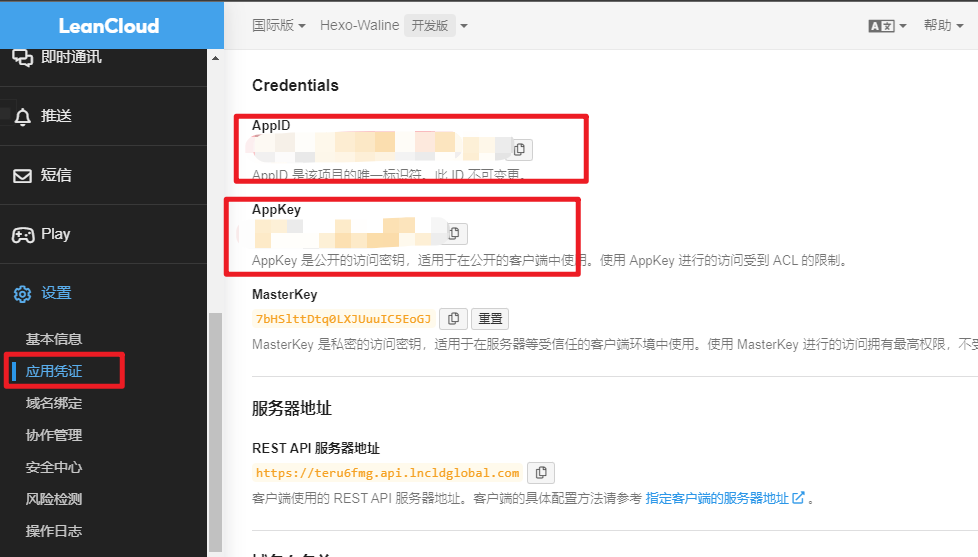 LeanCloud
国际版 Hexo-Waline 开发版
帮助
即时通讯
推送
短信
Play
设置
基本信息
应用凭证
域名绑定
协作管理
安全中心
风险检测
操作日志
Credentials
AppID
AppID 是该项目的唯一标识符。此 ID 不可变更。
AppKey
AppKey 是公开的访问密钥，适用于在公开的客户端中使用。使用 AppKey 进行的访问受到 ACL 的限制。
MasterKey
7bHSlttDtq0LXJUuuIC5EoGJ 重置
MasterKey 是私密的访问密钥，适用于在服务器等受信任的客户端环境中使用。使用 MasterKey 进行的访问拥有最高权限，不受
服务器地址
REST API 服务器地址
https://teru6fmg.api.lncldglobal.com
客户端使用的 REST API 服务器地址。客户端的具体配置方法请参考 指定客户端的服务器地址 。